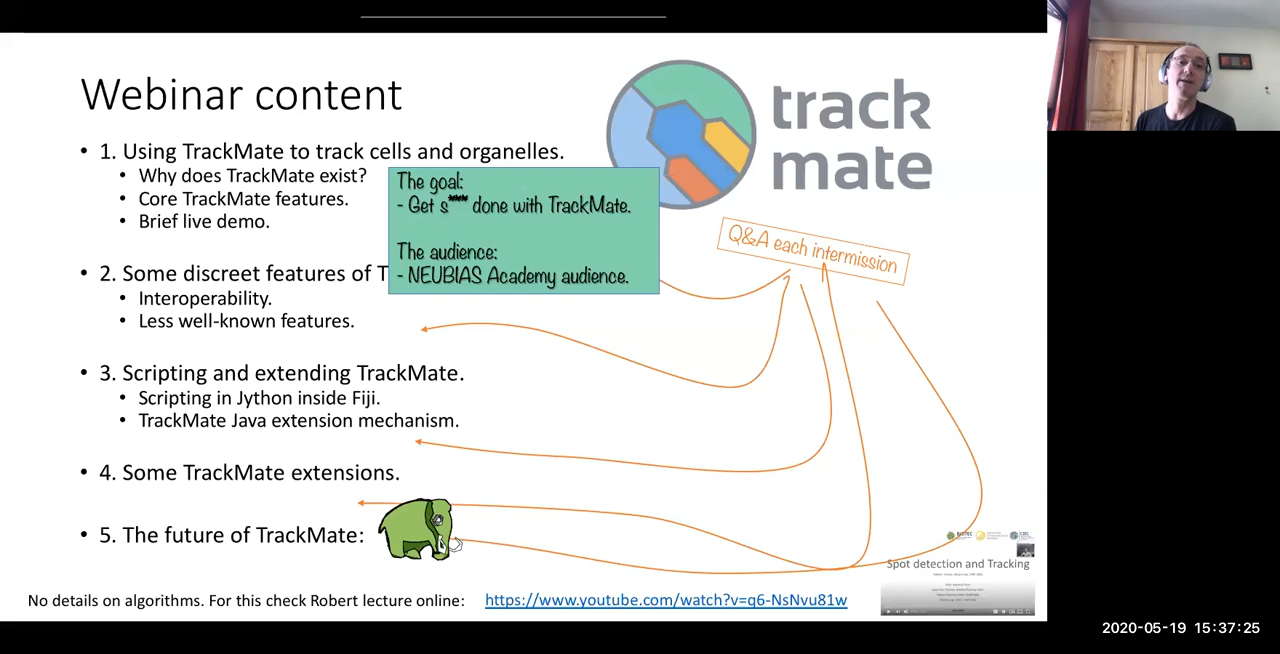 Webinar content
track
mate
• 1. Using TrackMate to track cells and organelles.
• Why does TrackMate exist?
• Core TrackMate features.
• Brief live demo.
The goal:
- Get s*** done with TrackMate.
The audience:
- NEUBIAS Academy audience.
Q&A each intermission
• 2. Some discreet features of T
• Interoperability.
• Less well-known features.
• 3. Scripting and extending TrackMate.
• Scripting in Jython inside Fiji.
• TrackMate Java extension mechanism.
• 4. Some TrackMate extensions.
• 5. The future of TrackMate:
BIOTEC
Spot detection and Tracking
No details on algorithms. For this check Robert lecture online:
https://www.youtube.com/watch?v=q6-NsNvu81w
2020-05-19 15:37:25